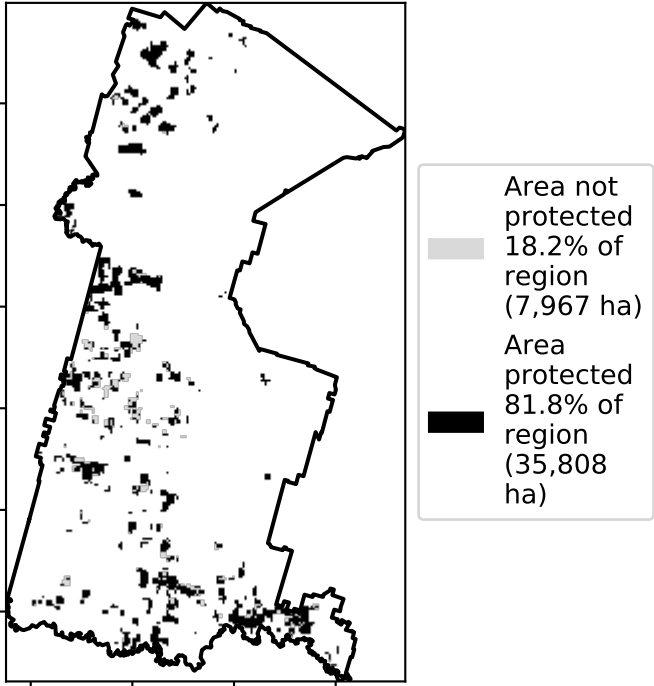 Area not
protected
18.2% of
region
(7,967 ha)
Area
protected
81.8% of
region
(35,808
ha)